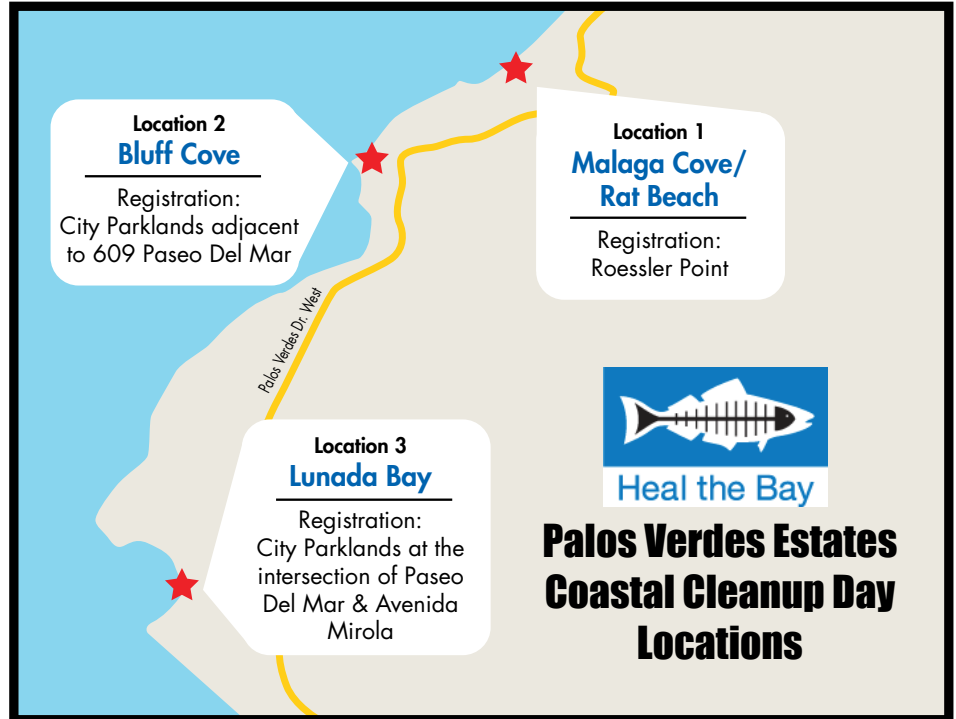 Location 1
Malaga Cove/
Rat Beach
Registration:
Roessler Point
Location 2
Bluff Cove
Registration:
City Parklands adjacent
to 609 Paseo Del Mar
Palos Verdes Dr. West
Location 3
Lunada Bay
Registration:
City Parklands at the
intersection of Paseo
Del Mar & Avenida
Mirola
Heal the Bay
Palos Verdes Estates
Coastal Cleanup Day
Locations